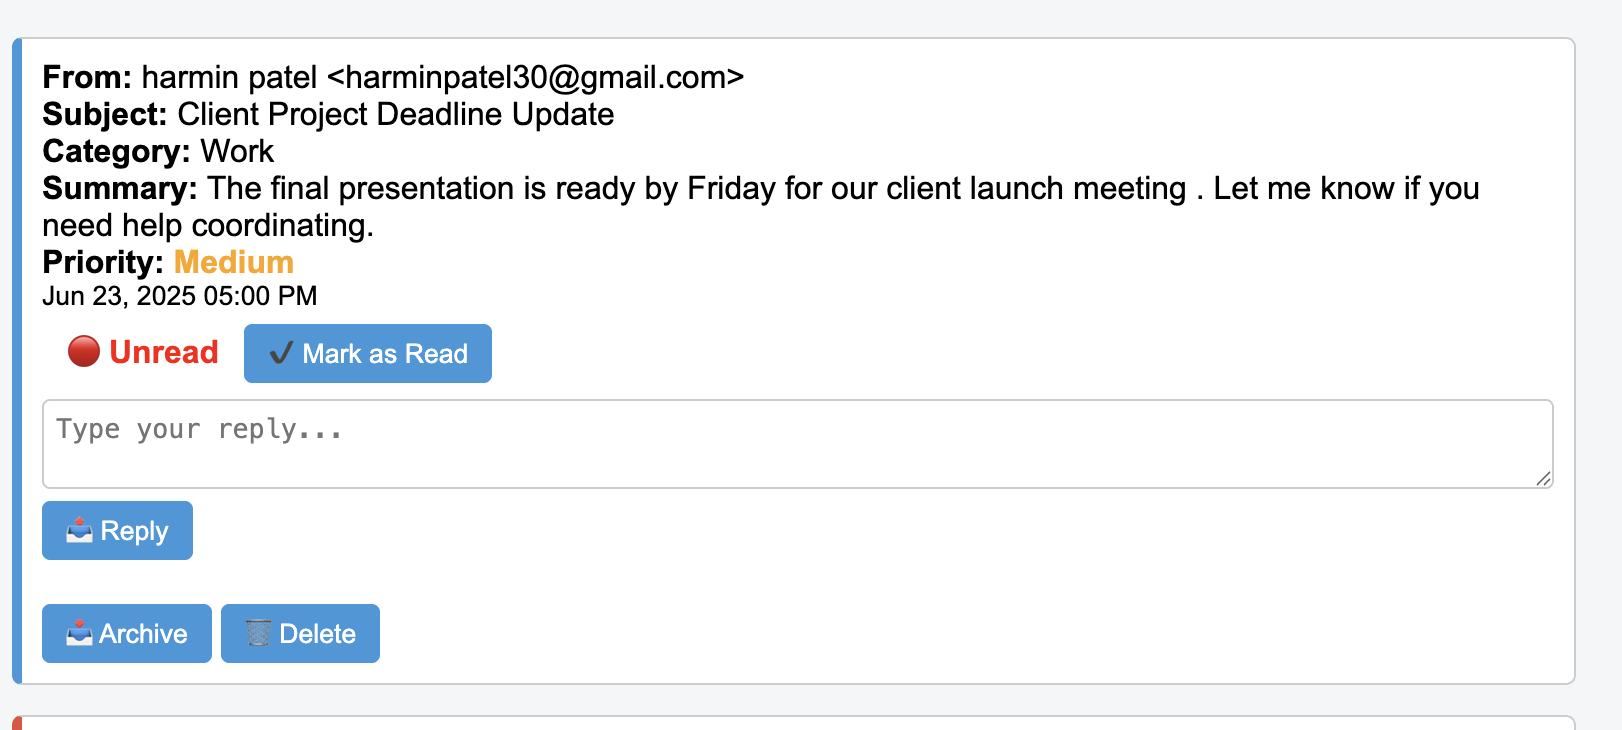 From: harmin patel <harminpatel30@gmail.com>
Subject: Client Project Deadline Update
Category: Work
Summary: The final presentation is ready by Friday for our client launch meeting . Let me know if you
need help coordinating.
Priority: Medium
Jun 23, 2025 05:00 PM
Unread ✔ Mark as Read
Type your reply...
Reply
Archive Delete